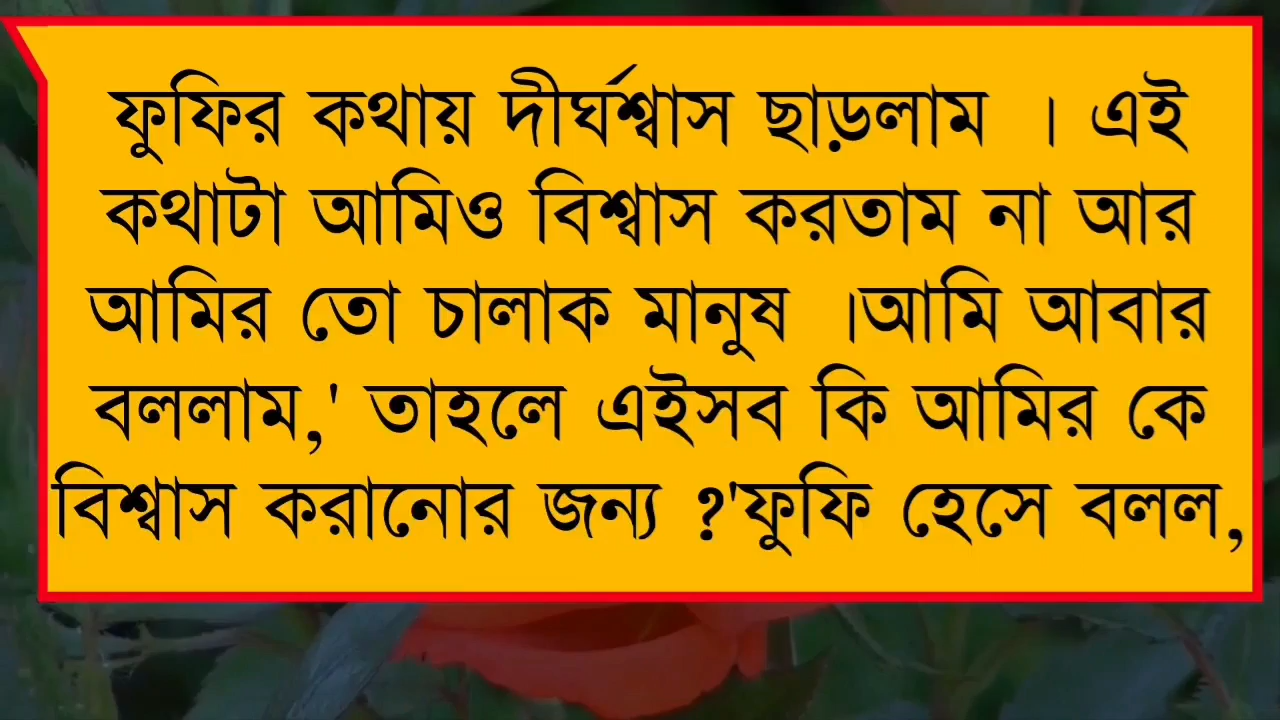 ফুফির কথায় দীর্ঘশ্বাস ছাড়লাম । এই
কথাটা আমিও বিশ্বাস করতাম না আর
আমির তো চালাক মানুষ ।আমি আবার
বললাম,' তাহলে এইসব কি আমির কে
বিশ্বাস করানোর জন্য ?'ফুফি হেসে বলল,